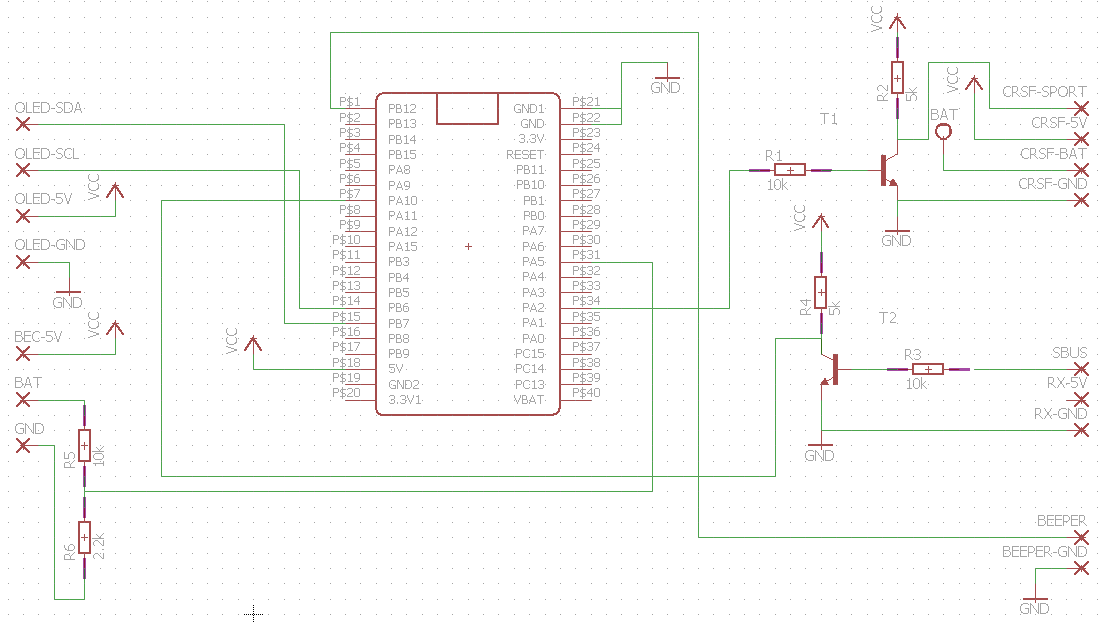 OLED-SDA
OLED-SCL
OLED-5V
VCC
OLED-GND
GND
BEC-5V
VCC
BAT
GND
R5
10k
R6
2.2k
VCC
P$1 PB12
P$2 PB13
P$3 PB14
P$4 PB15
P$5 PA8
P$6 PA9
P$7 PA10
P$8 PA11
P$9 PA12
P$10 PA15
P$11 PB3
P$12 PB4
P$13 PB5
P$14 PB6
P$15 PB7
P$16 PB8
P$17 PB9
P$18 5V
P$19 GND2
P$20 3.3V1
GND1 P$21
GND P$22
3.3V P$23
RESET P$24
PB11 P$25
PB10 P$26
PB1 P$27
PB0 P$28
PA7 P$29
PA6 P$30
PA5 P$31
PA4 P$32
PA3 P$33
PA2 P$34
PA1 P$35
PA0 P$36
PC15 P$37
PC14 P$38
PC13 P$39
VBAT P$40
GND
R1
10k
T1
VCC
R2
5k
GND
BAT
VCC
CRSF-SPORT
CRSF-5V
CRSF-BAT
CRSF-GND
VCC
R4
5k
T2
GND
R3
10k
SBUS
RX-5V
RX-GND
BEEPER
BEEPER-GND
GND